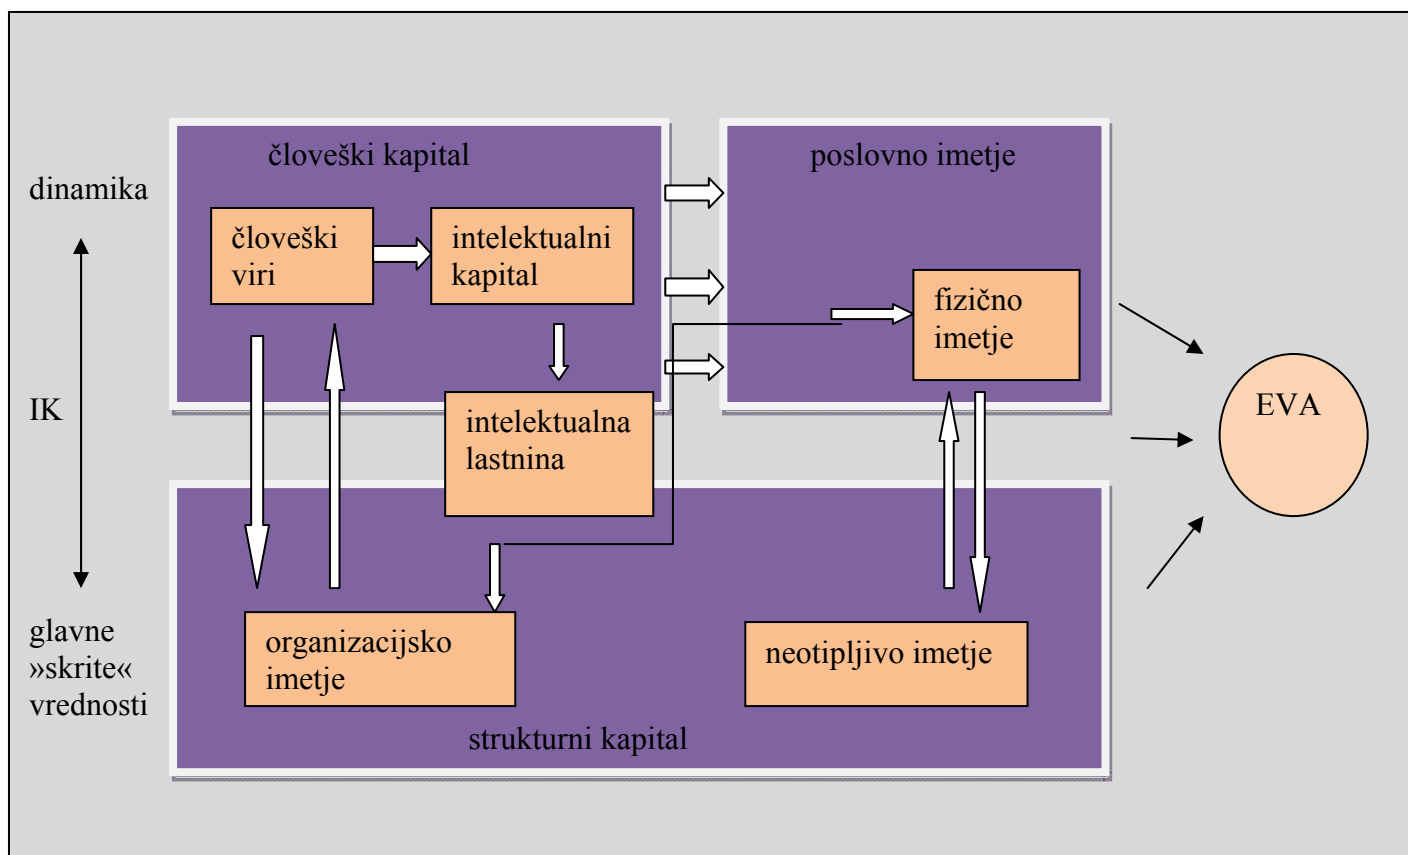 človeški kapital
poslovno imetje
dinamika
človeški
viri
intelektualni
kapital
fizično
imetje
IK
intelektualna
lastnina
EVA
glavne
»skrite«
vrednosti
organizacijsko
imetje
neotipljivo imetje
strukturni kapital